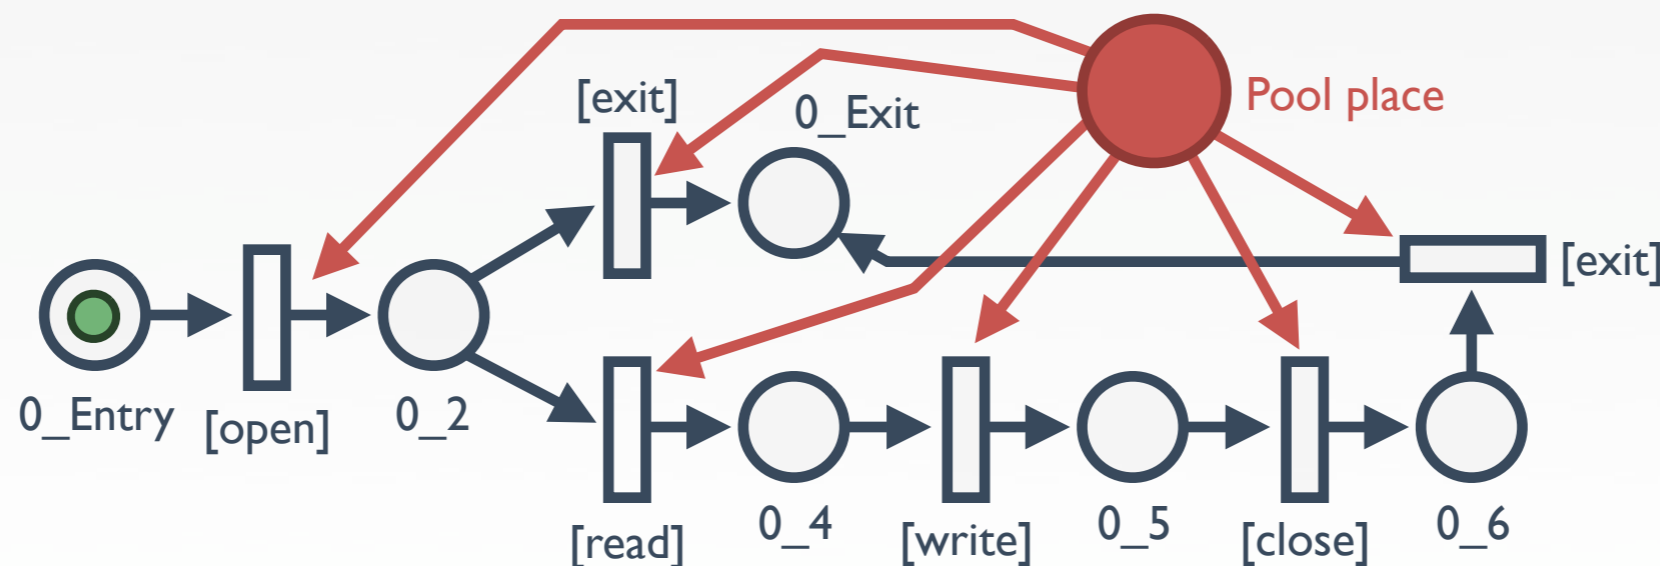 [exit]
0_Exit
Pool place
[exit]
0_Entry
[open]
0_2
[read]
0_4
[write]
0_5
[close]
0_6